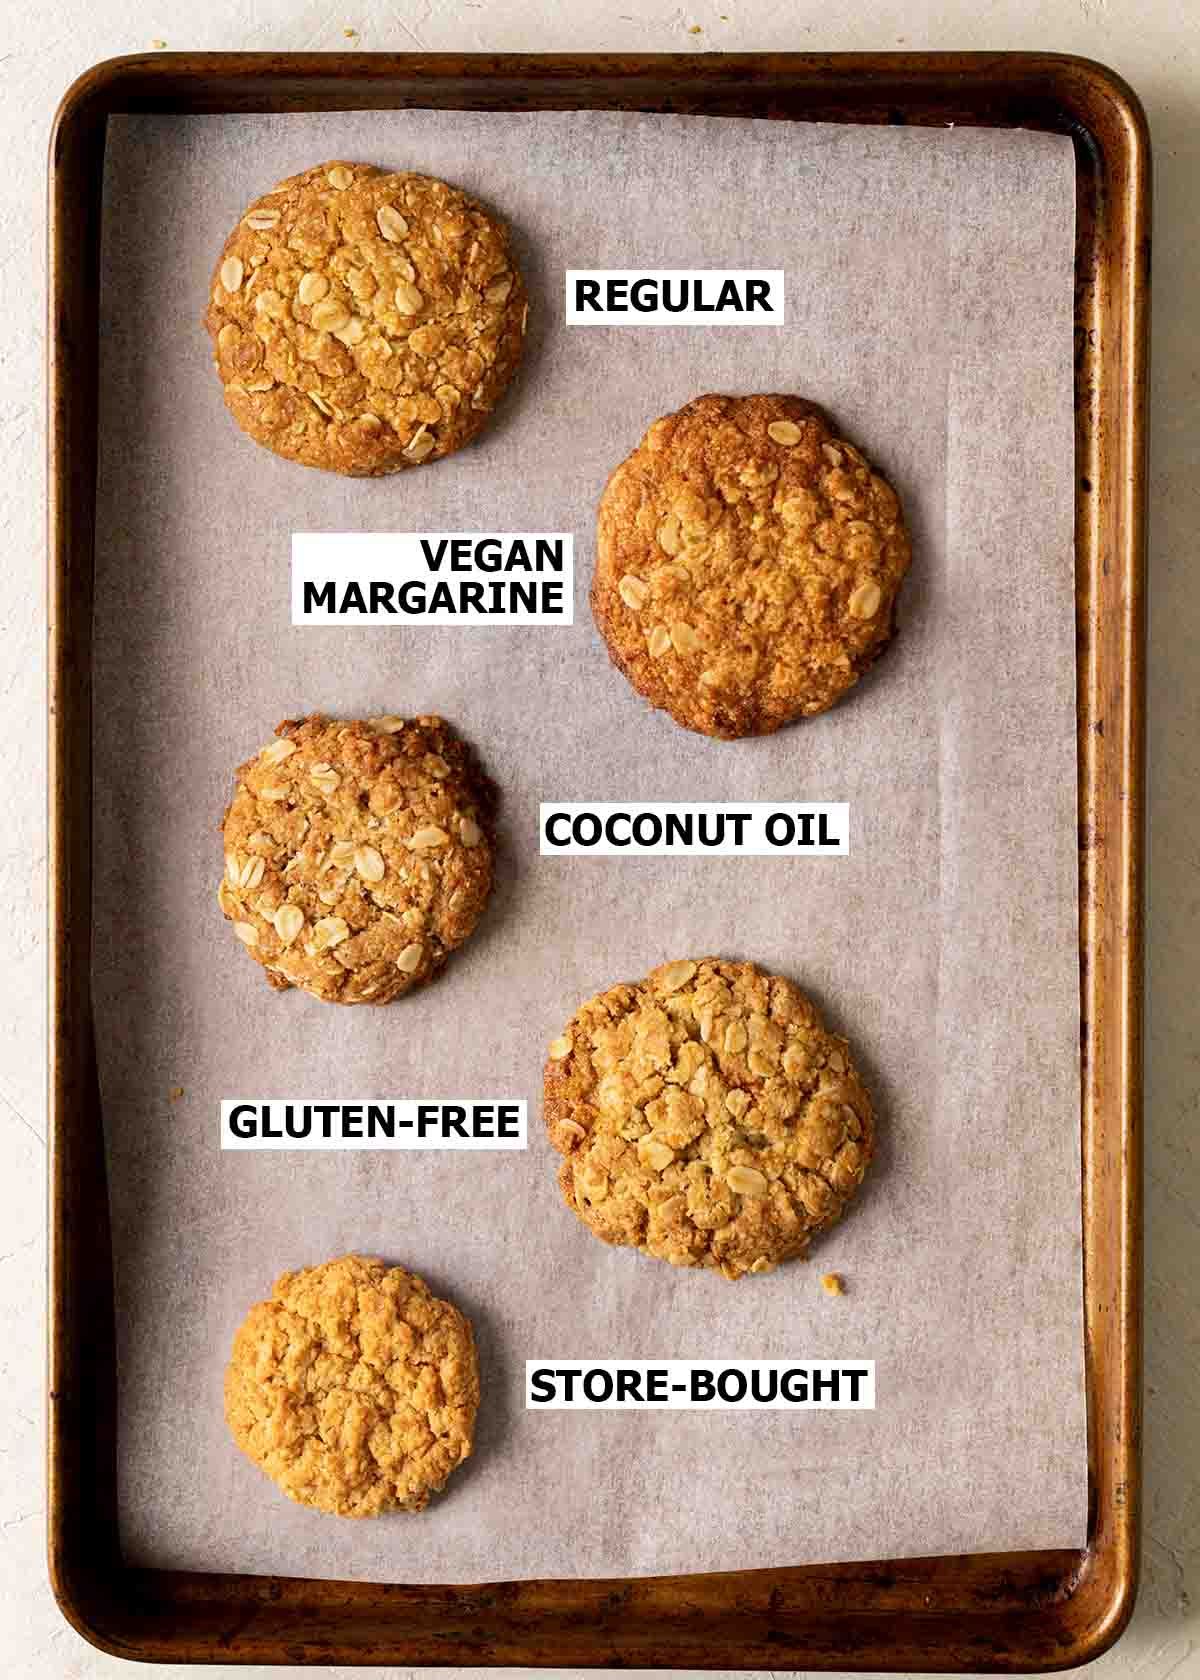 REGULAR
VEGAN
MARGARINE
COCONUT OIL
GLUTEN-FREE
STORE-BOUGHT